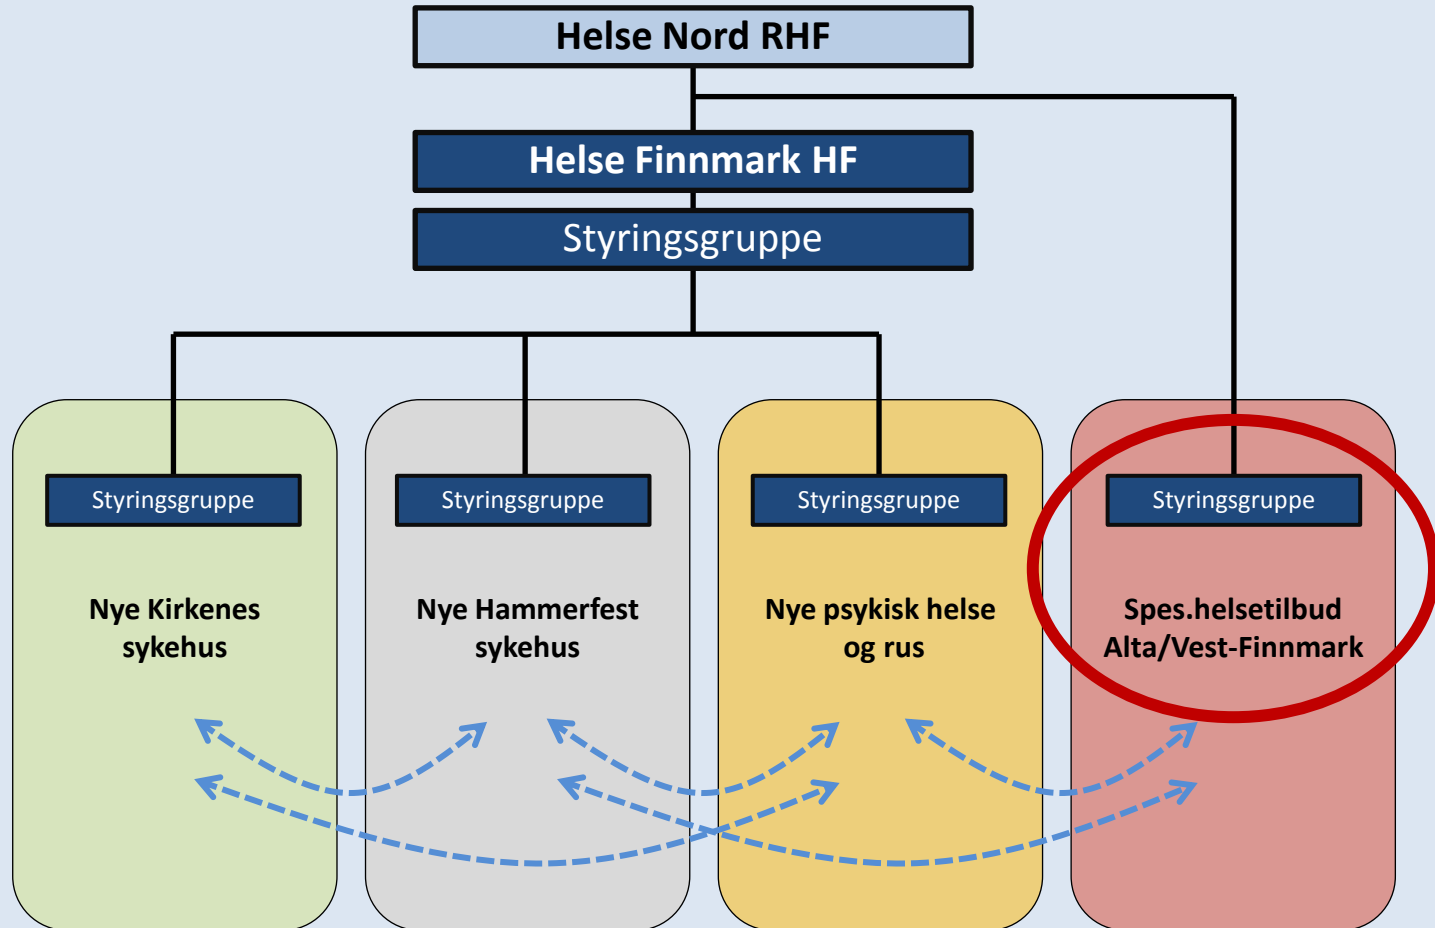 Helse Nord RHF
Helse Finnmark HF
Styringsgruppe
Styringsgruppe
Nye Kirkenes
sykehus
Styringsgruppe
Nye Hammerfest
sykehus
Styringsgruppe
Nye psykisk helse
og rus
Styringsgruppe
Spes.helsetilbud
Alta/Vest-Finnmark